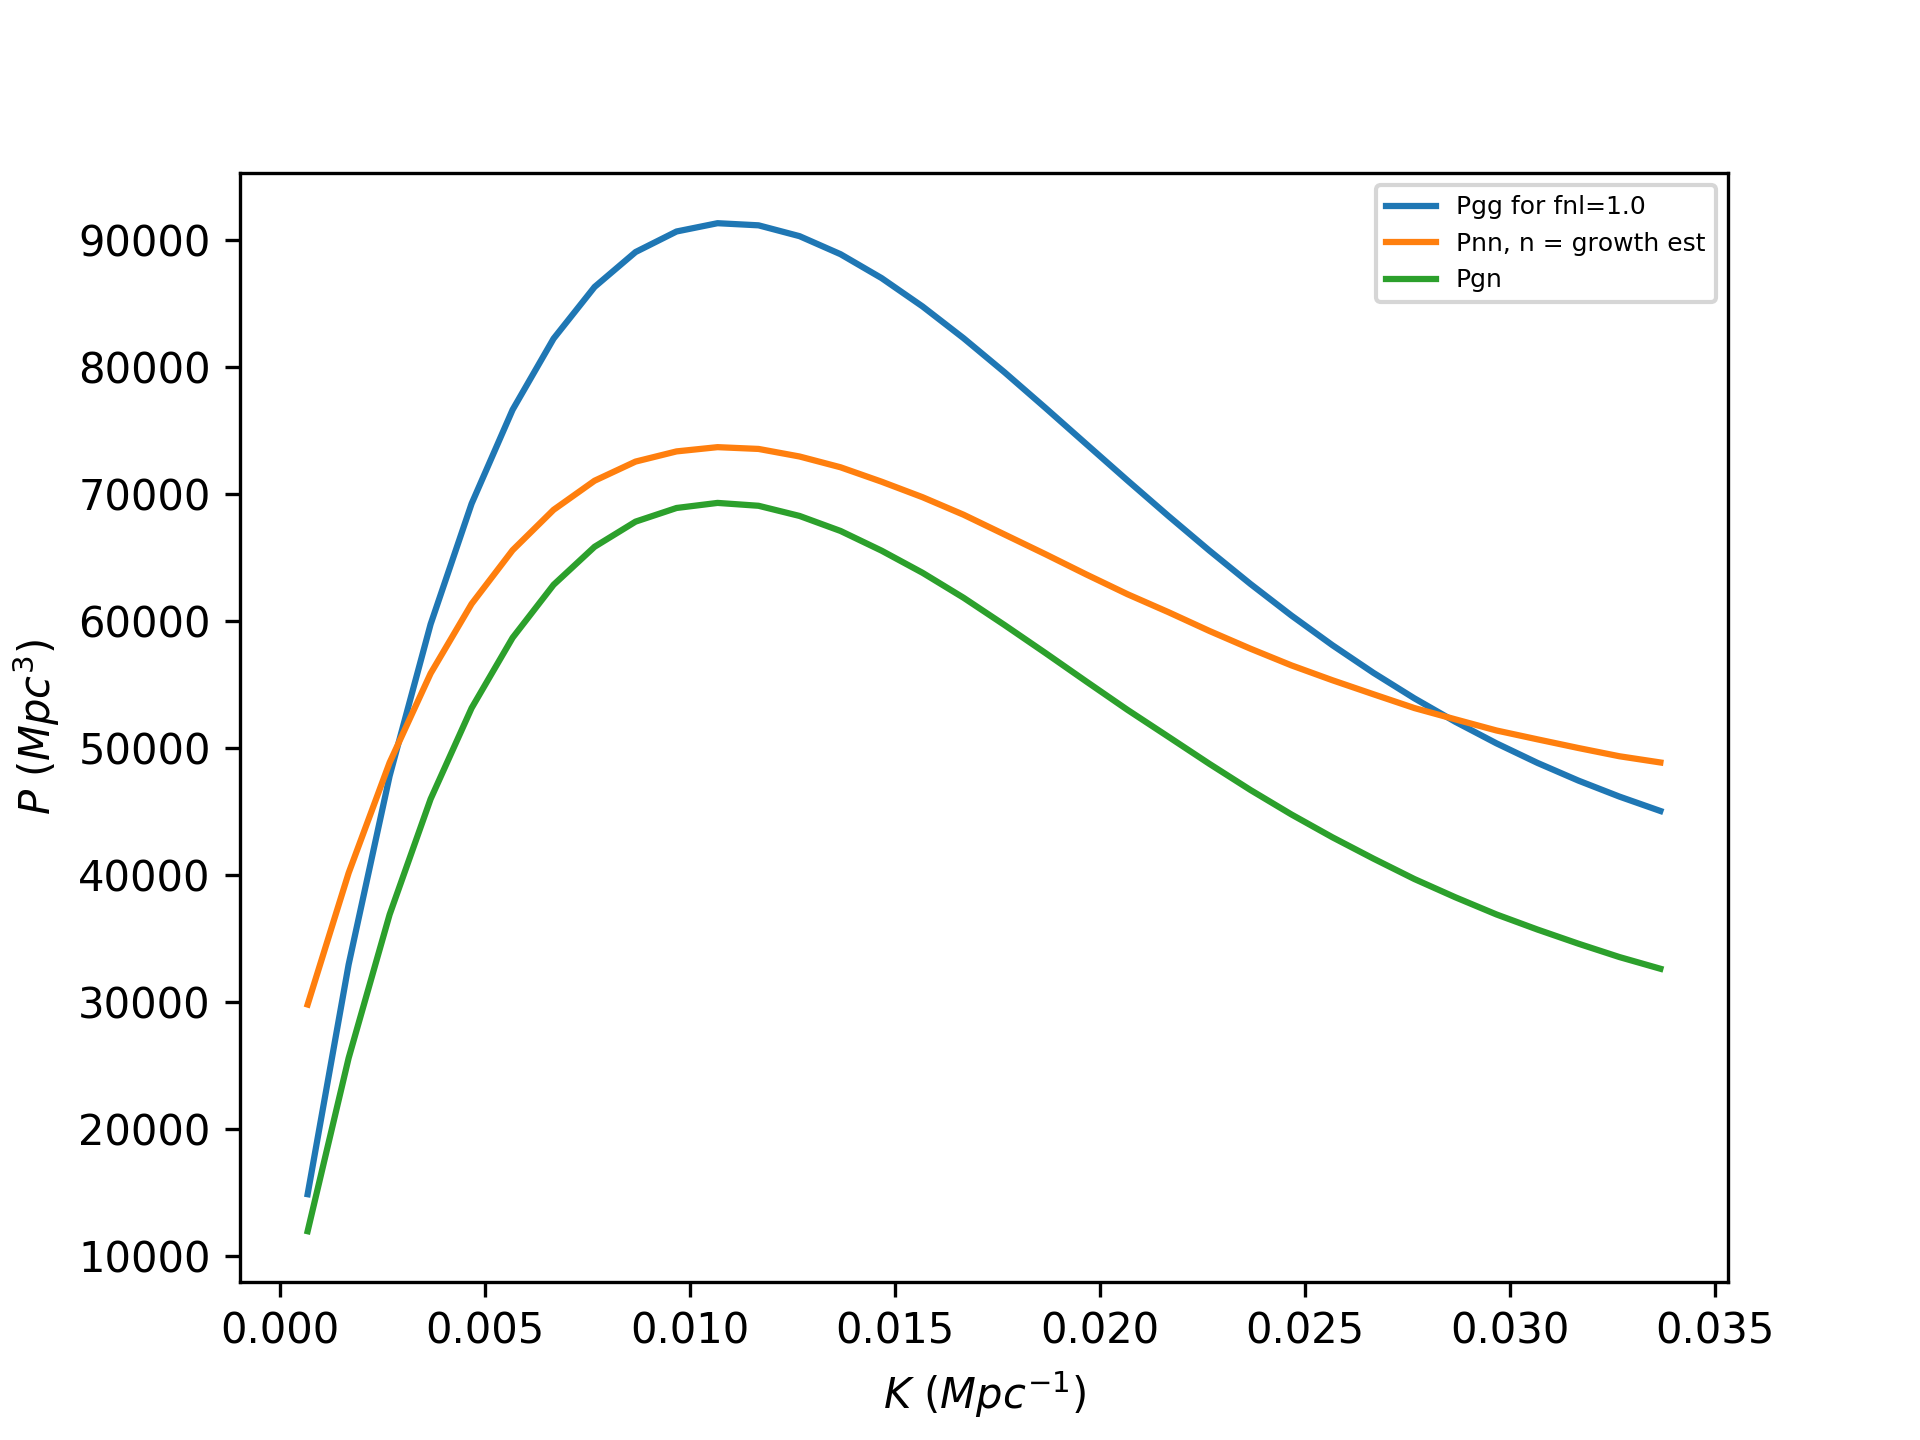 Pgg for fnl=1.0
Pnn, n = growth est
Pgn
90000
80000
70000
60000
50000
40000
30000
20000
10000
P (Mpc³)
0.000 0.005 0.010 0.015 0.020 0.025 0.030 0.035
K (Mpc⁻¹)